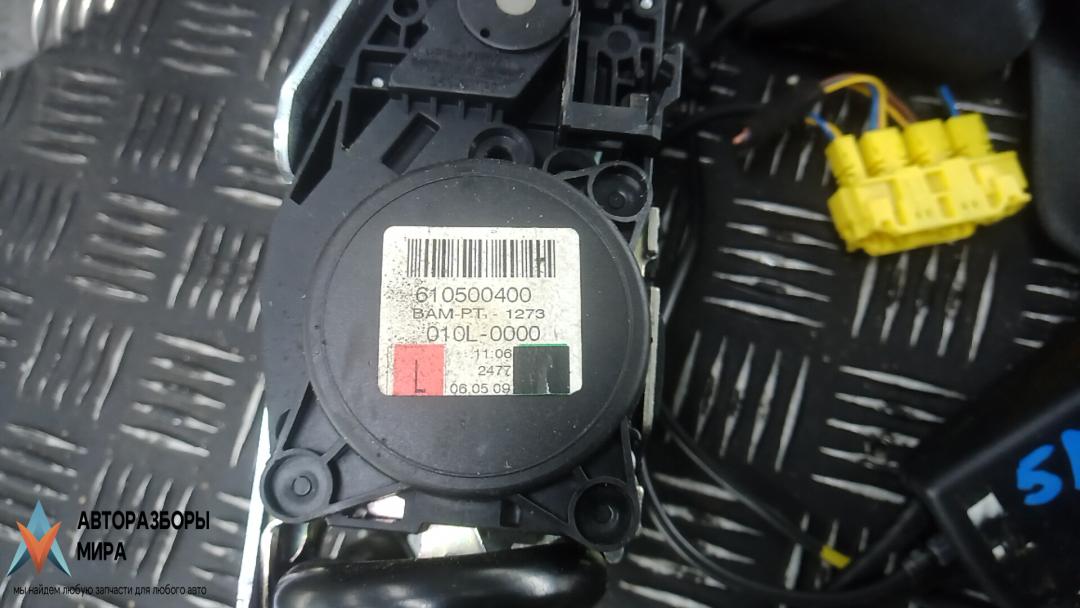 610500400
BAM-PT. - 1273
010L-0000
11:06
2477
L
06.05.09
АВТОРАЗБОРЫ
МИРА
мы найдем любую запчасти для любого авто